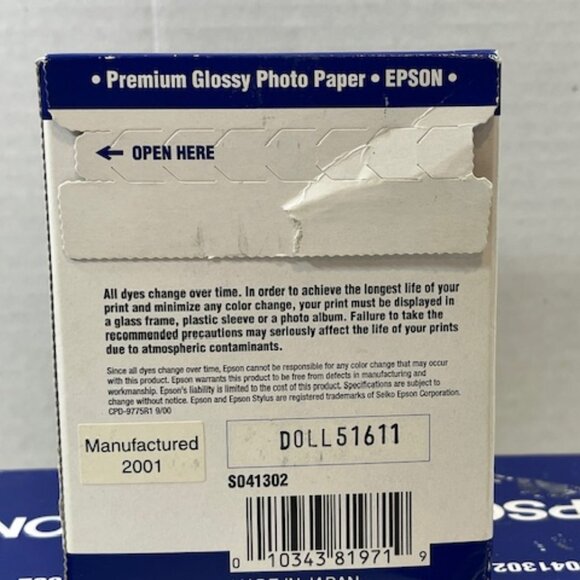 • Premium Glossy Photo Paper • EPSON •
← OPEN HERE
All dyes change over time. In order to achieve the longest life of your
print and minimize any color change, your print must be displayed in
a glass frame, plastic sleeve or a photo album. Failure to take the
recommended precautions may seriously affect the life of your prints
due to atmospheric contaminants.
Since all dyes change over time, Epson cannot be responsible for any color change that may occur
with this product. Epson warrants this product to be free from defects in manufacturing and
workmanship. Epson's liability is limited to the cost of this product. Specifications are subject to
change without notice. Epson and Epson Stylus are registered trademarks of Seiko Epson Corporation.
CPD-9775R1 9/00
Manufactured
2001
DOLL51611
S041302
0 10343 81971 9
MADE IN JAPAN
ON
PSO
041302